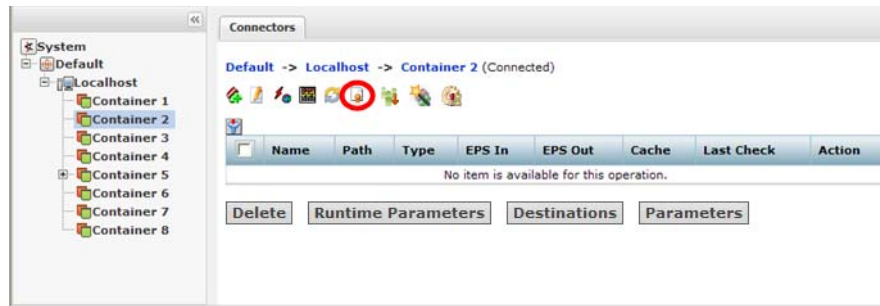 System
Default
Localhost
Container 1
Container 2
Container 3
Container 4
Container 5
Container 6
Container 7
Container 8
Connectors
Default -> Localhost -> Container 2 (Connected)
Name Path Type EPS In EPS Out Cache Last Check Action
No item is available for this operation.
Delete Runtime Parameters Destinations Parameters